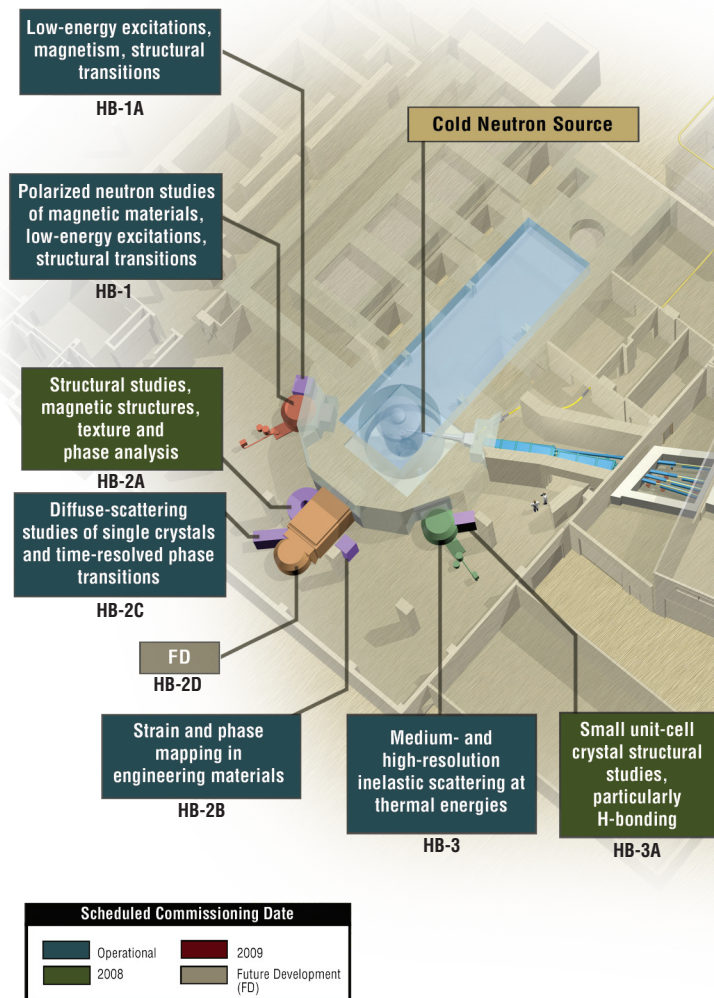 Low-energy excitations,
magnetism, structural
transitions
HB-1A
Cold Neutron Source
Polarized neutron studies
of magnetic materials,
low-energy excitations,
structural transitions
HB-1
Structural studies,
magnetic structures,
texture and
phase analysis
HB-2A
Diffuse-scattering
studies of single crystals
and time-resolved phase
transitions
HB-2C
FD
HB-2D
Strain and phase
mapping in
engineering materials
HB-2B
Medium- and
high-resolution
inelastic scattering at
thermal energies
HB-3
Small unit-cell
crystal structural
studies,
particularly
H-bonding
HB-3A
Scheduled Commissioning Date
Operational
2009
2008
Future Development
(FD)